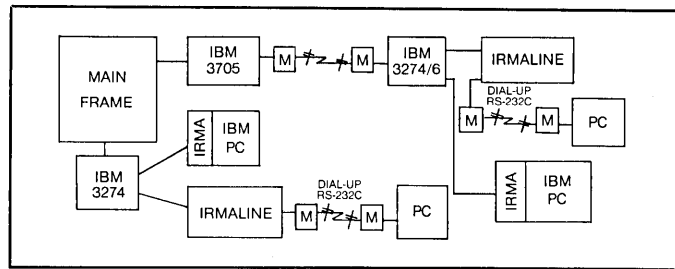 MAIN
FRAME
IBM
3705
M
M
IBM
3274/6
IRMALINE
DIAL-UP
RS-232C
M
M
PC
IRMA
IBM
PC
IBM
3274
IRMALINE
DIAL-UP
RS-232C
M
M
PC
IRMA
IBM
PC